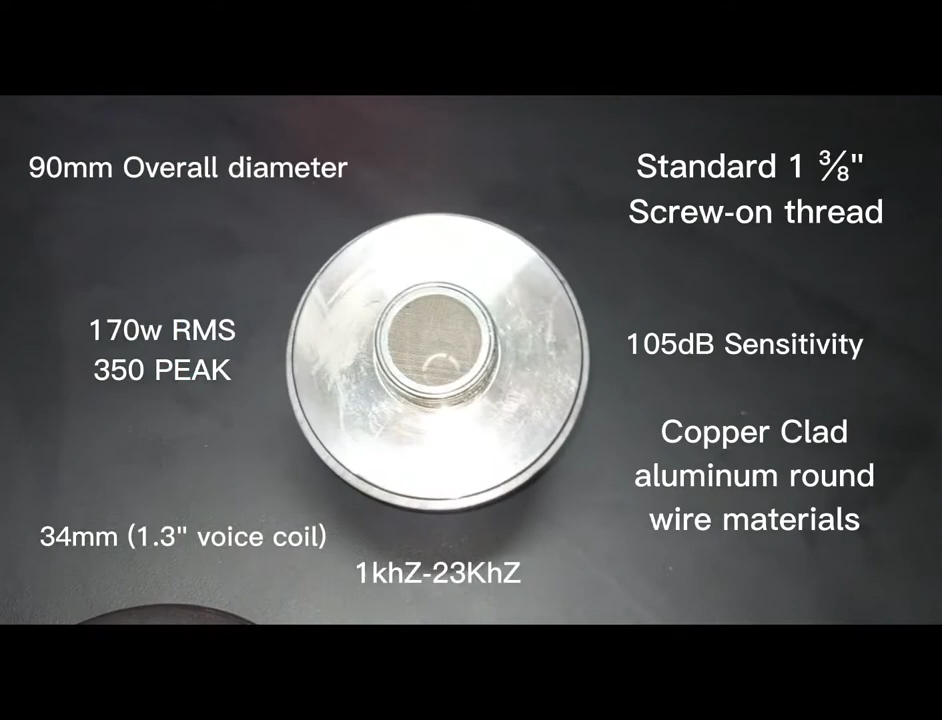 90mm Overall diameter
Standard 1 ⅜"
Screw-on thread
170w RMS
350 PEAK
105dB Sensitivity
Copper Clad
aluminum round
wire materials
34mm (1.3" voice coil)
1khZ-23KhZ